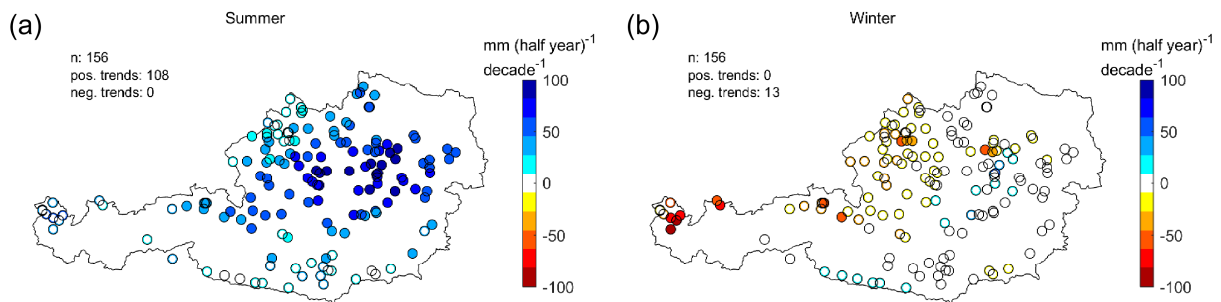 (a)
Summer
n: 156
pos. trends: 108
neg. trends: 0
mm (half year)-1
decade-1
100
50
0
-50
-100
(b)
Winter
n: 156
pos. trends: 0
neg. trends: 13
mm (half year)-1
decade-1
100
50
0
-50
-100